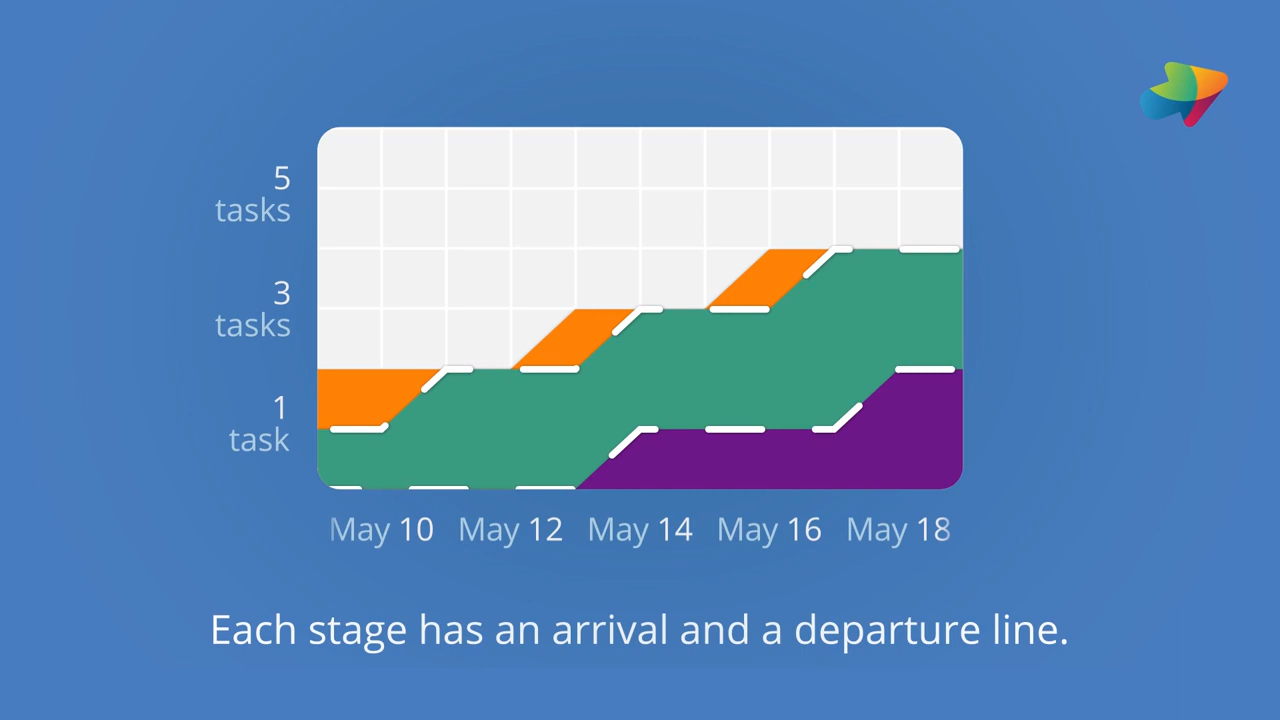 5
tasks
3
tasks
1
task
May 10 May 12 May 14 May 16 May 18
Each stage has an arrival and a departure line.